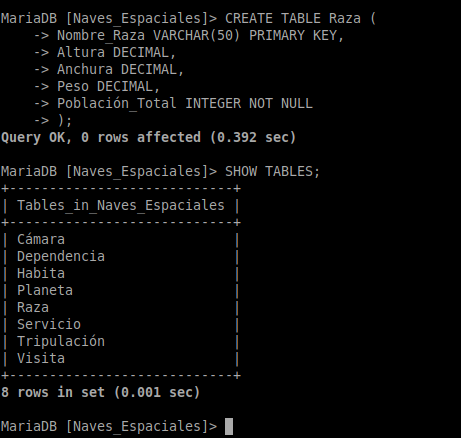 MariaDB [Naves_Espaciales]> CREATE TABLE Raza (
    -> Nombre_Raza VARCHAR(50) PRIMARY KEY,
    -> Altura DECIMAL,
    -> Anchura DECIMAL,
    -> Peso DECIMAL,
    -> Población_Total INTEGER NOT NULL
    -> );
Query OK, 0 rows affected (0.392 sec)

MariaDB [Naves_Espaciales]> SHOW TABLES;
+----------------------------+
| Tables_in_Naves_Espaciales |
+----------------------------+
| Cámara                     |
| Dependencia                |
| Habita                     |
| Planeta                    |
| Raza                       |
| Servicio                   |
| Tripulación                |
| Visita                     |
+----------------------------+
8 rows in set (0.001 sec)

MariaDB [Naves_Espaciales]>